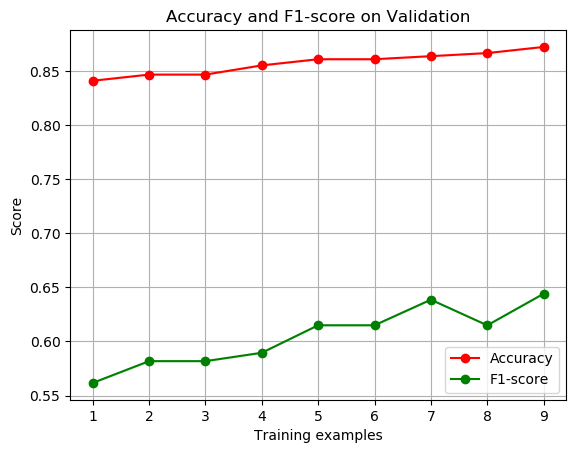 Accuracy and F1-score on Validation
Score
0.85
0.80
0.75
0.70
0.65
0.60
0.55
1 2 3 4 5 6 7 8 9
Training examples
Accuracy
F1-score